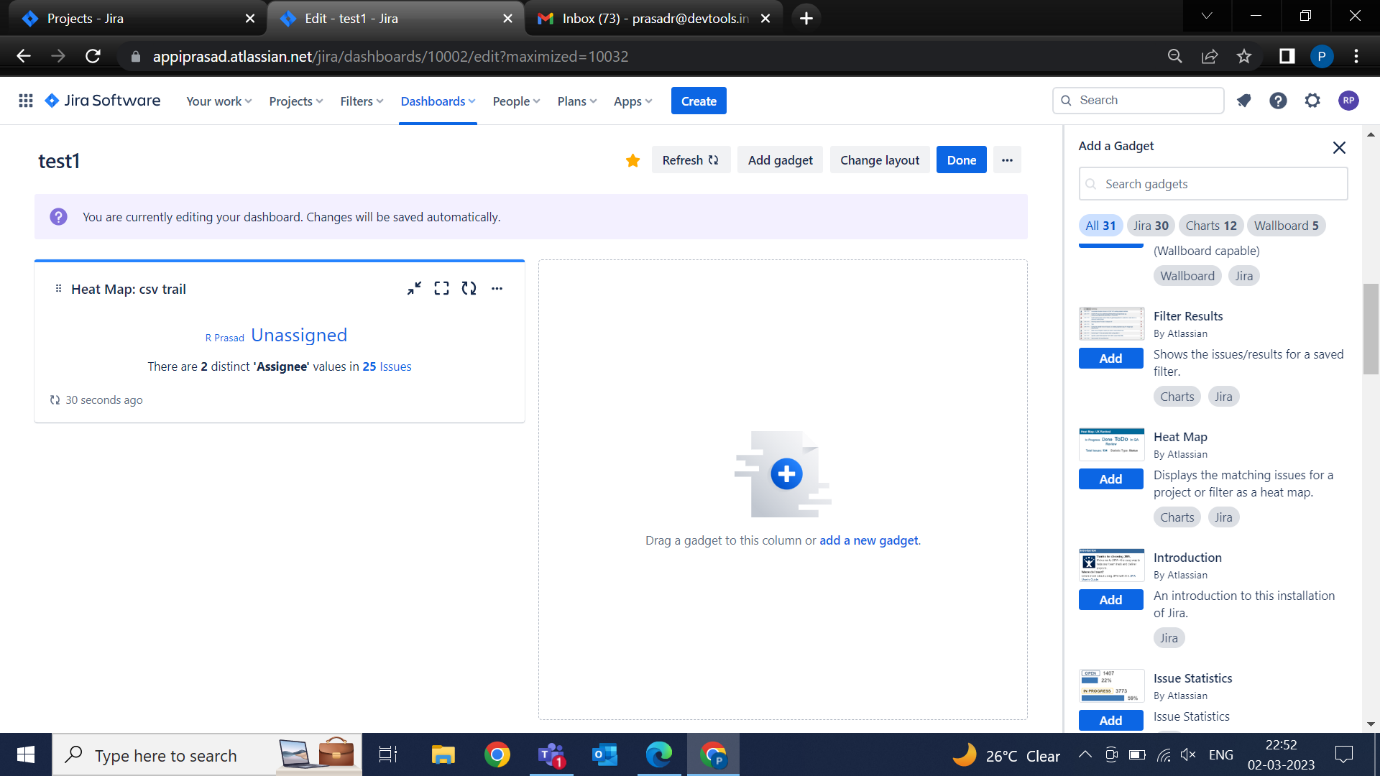 Projects - Jira
Edit - test1 - Jira
Inbox (73) - prasadr@devtools.in
appiprasad.atlassian.net/jira/dashboards/10002/edit?maximized=10032
P
Jira Software
Your work
Projects
Filters
Dashboards
People
Plans
Apps
Create
Search
RP
test1
Refresh
Add gadget
Change layout
Done
You are currently editing your dashboard. Changes will be saved automatically.
Heat Map: csv trail
R Prasad Unassigned
There are 2 distinct 'Assignee' values in 25 Issues
30 seconds ago
Drag a gadget to this column or add a new gadget.
Add a Gadget
Search gadgets
All 31
Jira 30
Charts 12
Wallboard 5
(Wallboard capable)
Wallboard
Jira
Filter Results
By Atlassian
Add
Shows the issues/results for a saved
filter.
Charts
Jira
Heat Map
By Atlassian
Add
Displays the matching issues for a
project or filter as a heat map.
Charts
Jira
Introduction
By Atlassian
Add
An introduction to this installation
of Jira.
Jira
OPEN 1407
22%
IN PROGRESS 3773
59%
Issue Statistics
By Atlassian
Add
Issue Statistics
Type here to search
1
P
26°C Clear
ENG
22:52
02-03-2023